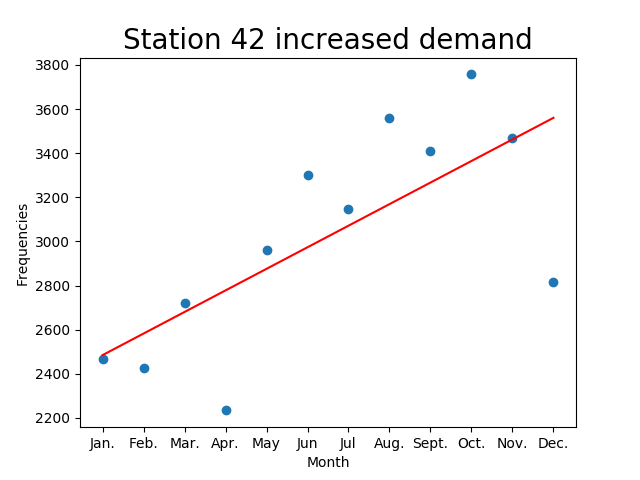 Station 42 increased demand
3800
3600
3400
3200
3000
2800
2600
2400
2200
Frequencies
Jan. Feb. Mar. Apr. May Jun Jul Aug. Sept. Oct. Nov. Dec.
Month